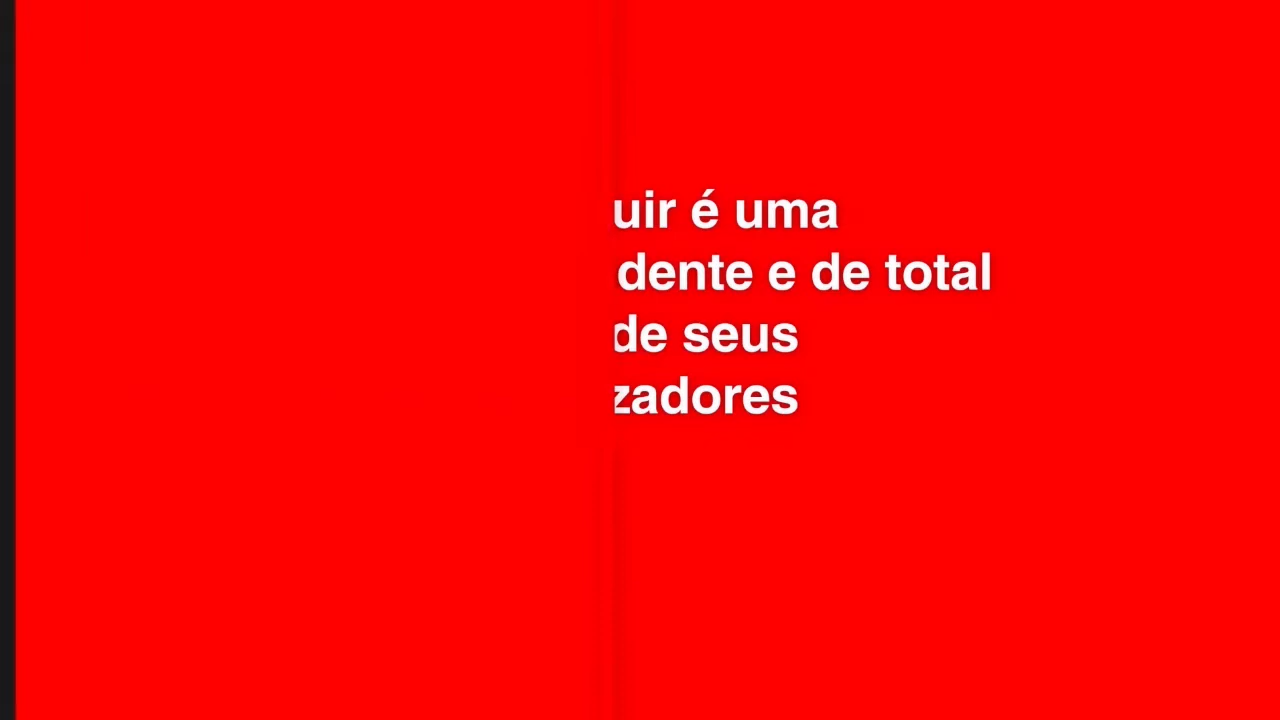 uir é uma
dente e de total
de seus
zadores